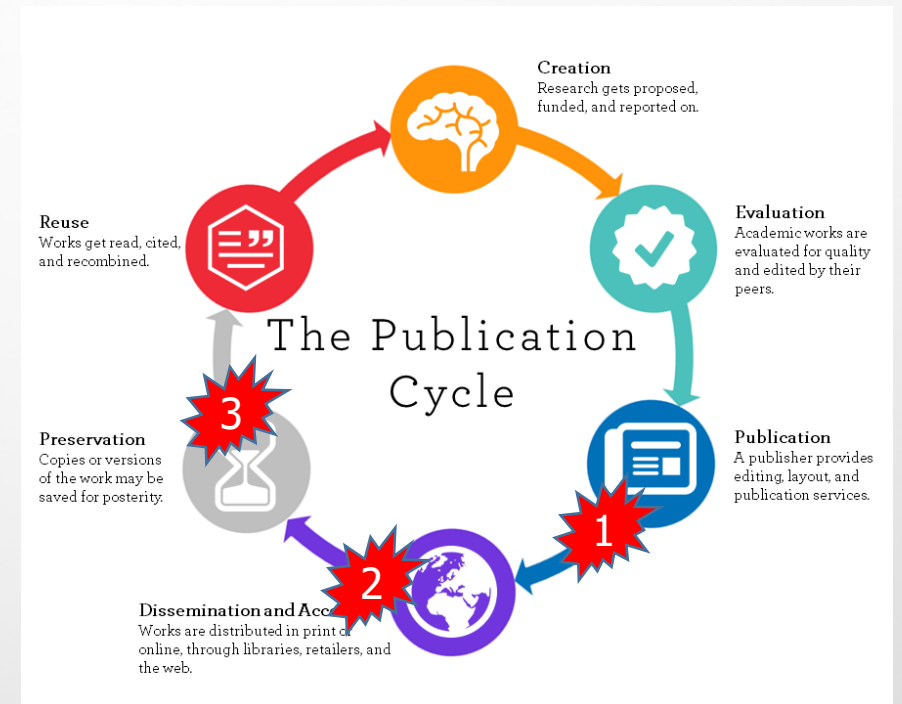 Creation
Research gets proposed,
funded, and reported on.
Evaluation
Academic works are
evaluated for quality
and edited by their
peers.
Reuse
Works get read, cited,
and recombined.
The Publication
Cycle
3
Preservation
Copies or versions
of the work may be
saved for posterity.
Publication
A publisher provides
editing, layout, and
publication services.
1
2
Dissemination and
Works are distributed in print or
online, through libraries, retailers, and
the web.